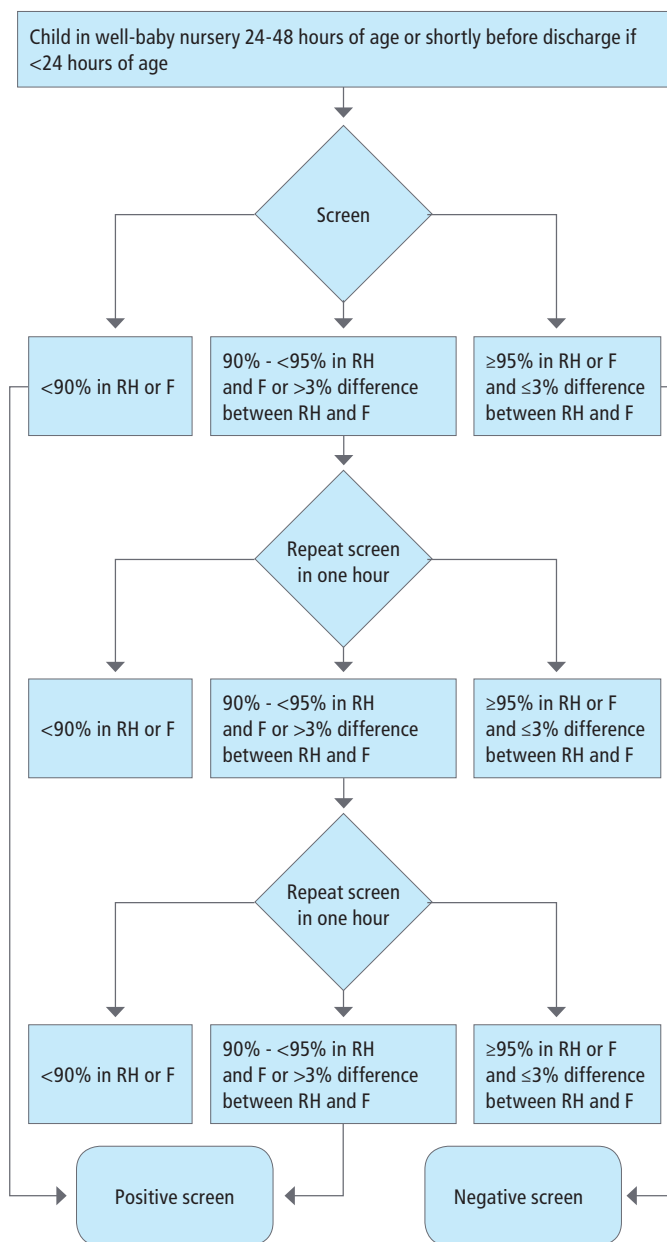 Child in well-baby nursery 24-48 hours of age or shortly before discharge if
<24 hours of age
Screen
<90% in RH or F
90% - <95% in RH
and F or >3% difference
between RH and F
≥95% in RH or F
and ≤3% difference
between RH and F
Repeat screen
in one hour
<90% in RH or F
90% - <95% in RH
and F or >3% difference
between RH and F
≥95% in RH or F
and ≤3% difference
between RH and F
Repeat screen
in one hour
<90% in RH or F
90% - <95% in RH
and F or >3% difference
between RH and F
≥95% in RH or F
and ≤3% difference
between RH and F
Positive screen
Negative screen